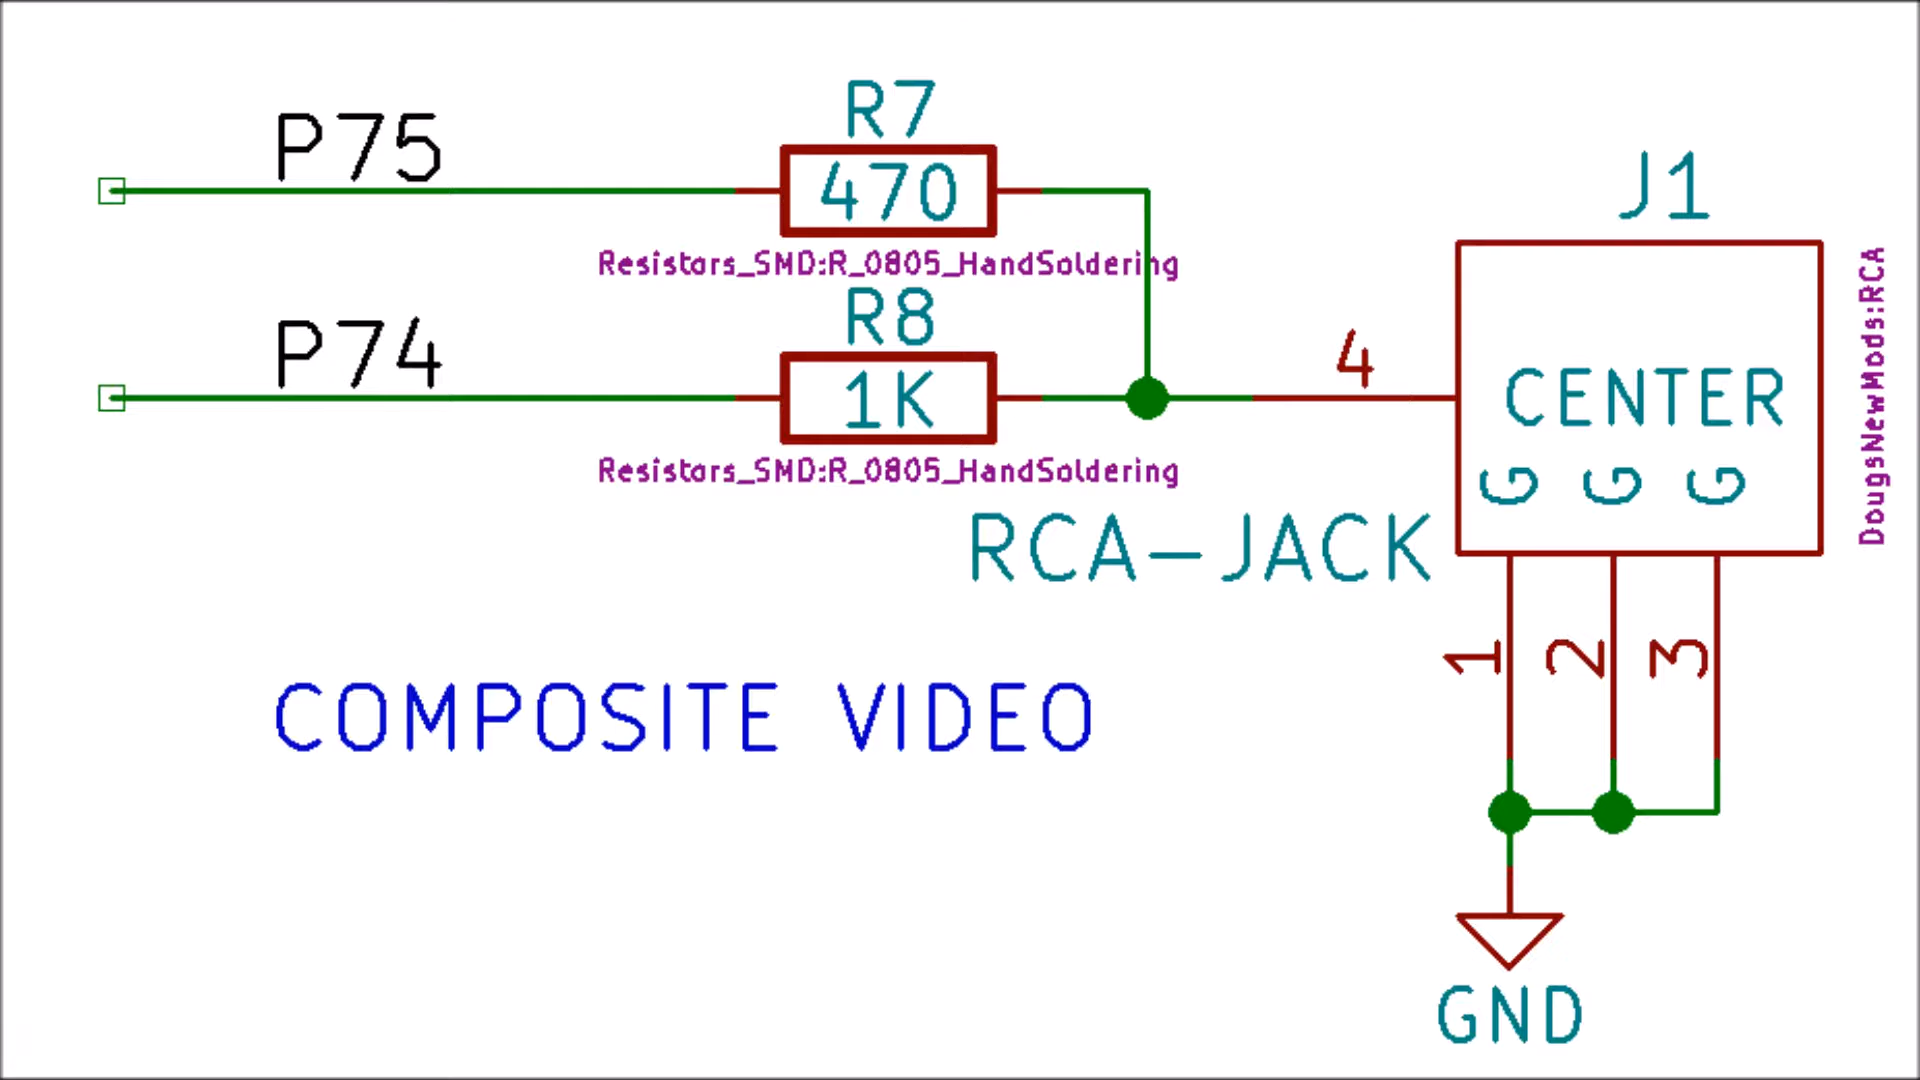 R7
P75
470
J1
Resistors_SMD:R_0805_HandSoldering
R8
P74
1K
4
CENTER
G G G
DougsNewMods:RCA
Resistors_SMD:R_0805_HandSoldering
RCA-JACK
1 2 3
COMPOSITE VIDEO
GND